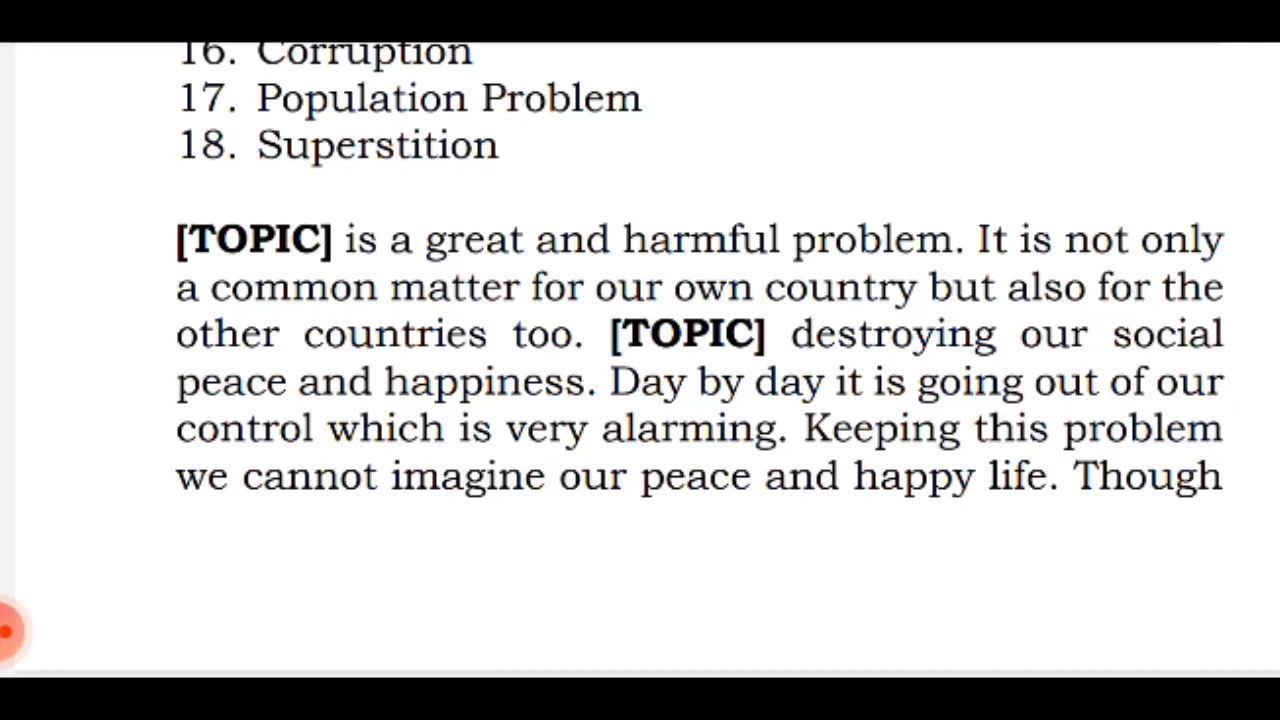 16. Corruption
17. Population Problem
18. Superstition
[TOPIC] is a great and harmful problem. It is not only
a common matter for our own country but also for the
other countries too. [TOPIC] destroying our social
peace and happiness. Day by day it is going out of our
control which is very alarming. Keeping this problem
we cannot imagine our peace and happy life. Though